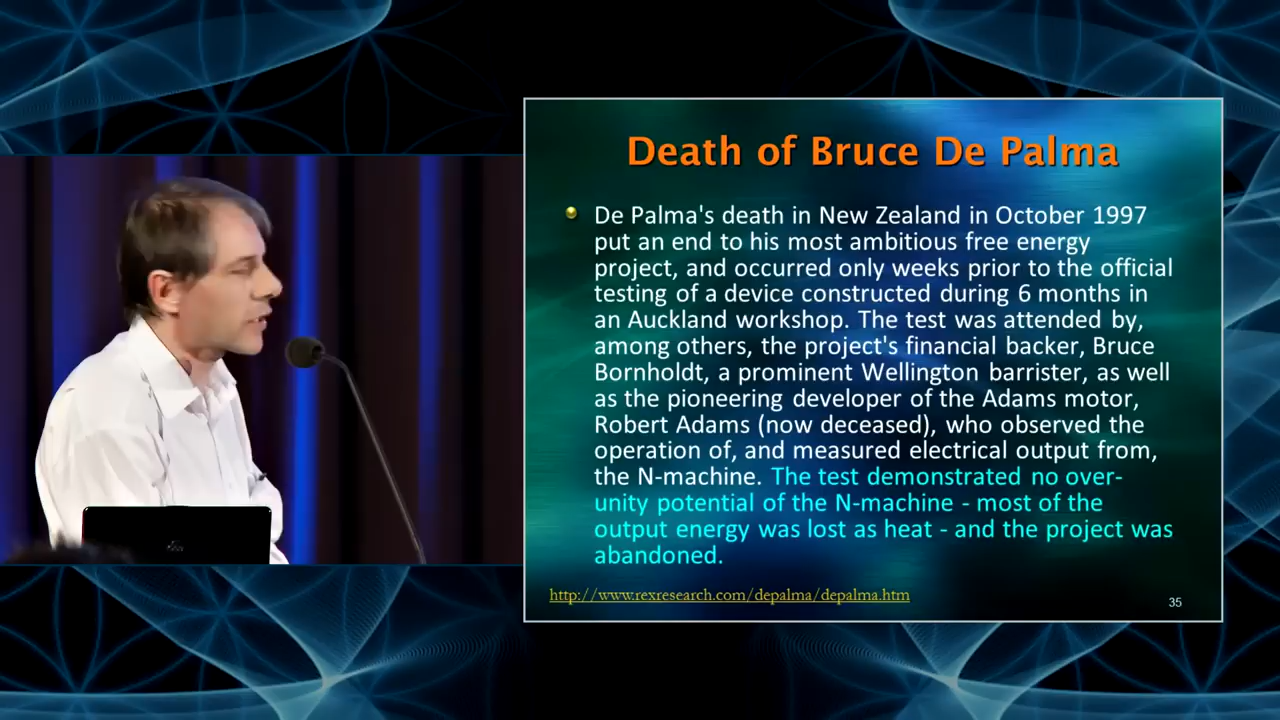 Death of Bruce De Palma
De Palma's death in New Zealand in October 1997
put an end to his most ambitious free energy
project, and occurred only weeks prior to the official
testing of a device constructed during 6 months in
an Auckland workshop. The test was attended by,
among others, the project's financial backer, Bruce
Bornholdt, a prominent Wellington barrister, as well
as the pioneering developer of the Adams motor,
Robert Adams (now deceased), who observed the
operation of, and measured electrical output from,
the N-machine. The test demonstrated no over-
unity potential of the N-machine - most of the
output energy was lost as heat - and the project was
abandoned.
http://www.rexresearch.com/depalma/depalma.htm
35